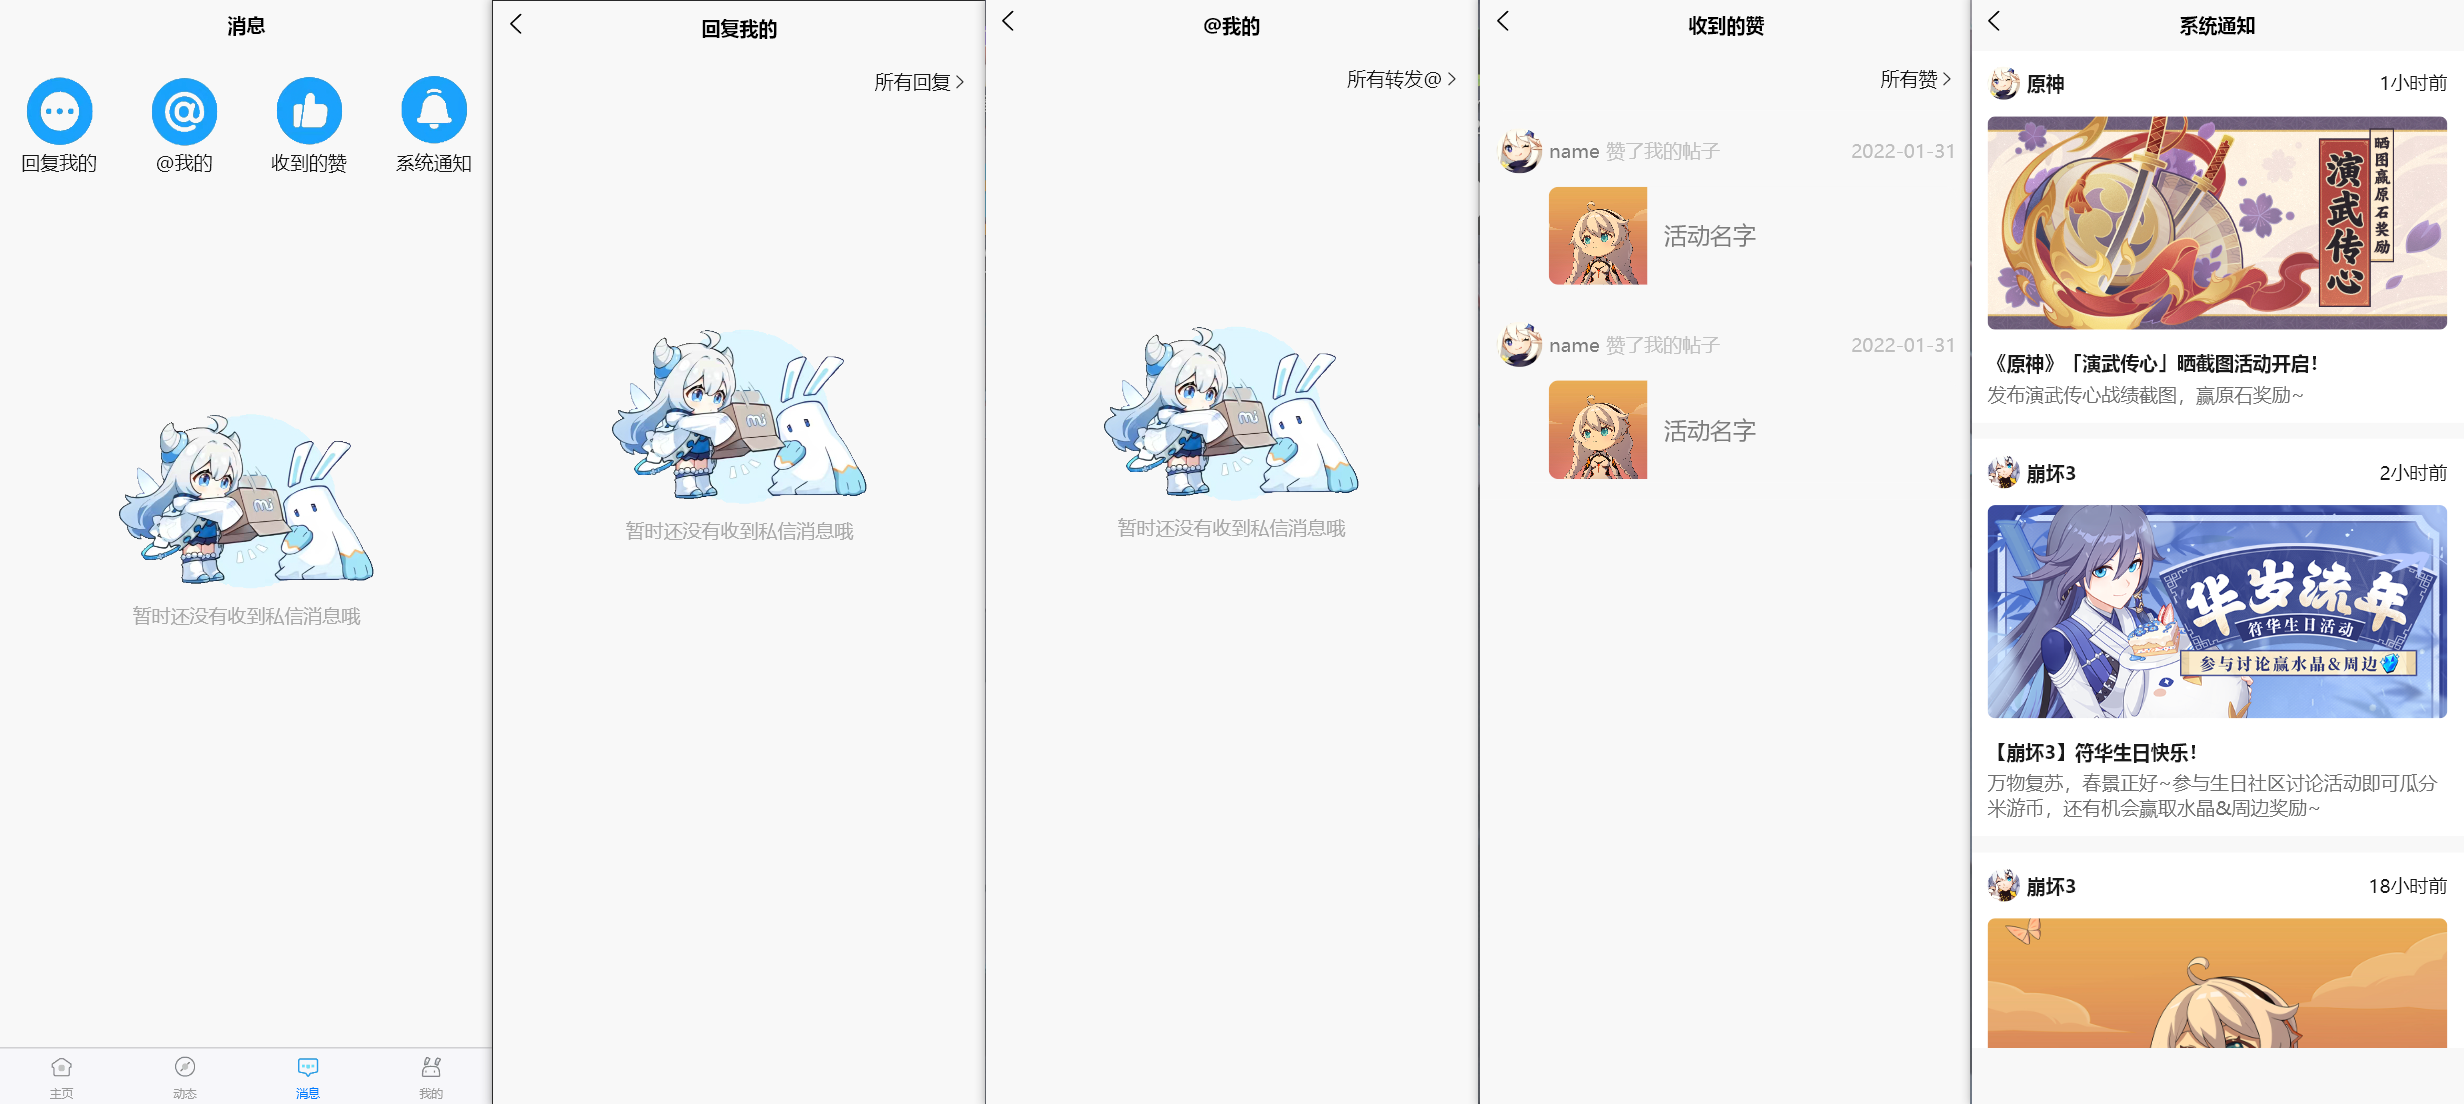 消息
回复我的
@我的
收到的赞
系统通知
mi
暂时还没有收到私信消息哦
主页
动态
消息
我的
回复我的
所有回复
mi
暂时还没有收到私信消息哦
@我的
所有转发@
mi
暂时还没有收到私信消息哦
收到的赞
所有赞
name 赞了我的帖子 2022-01-31
活动名字
name 赞了我的帖子 2022-01-31
活动名字
系统通知
原神 1小时前
演武传心
晒图赢原石奖励
《原神》「演武传心」晒截图活动开启！
发布演武传心战绩截图，赢原石奖励~
崩坏3 2小时前
华岁流年
符华生日活动
参与讨论赢水晶&周边
【崩坏3】符华生日快乐！
万物复苏，春景正好~参与生日社区讨论活动即可瓜分
米游币，还有机会赢取水晶&周边奖励~
崩坏3 18小时前